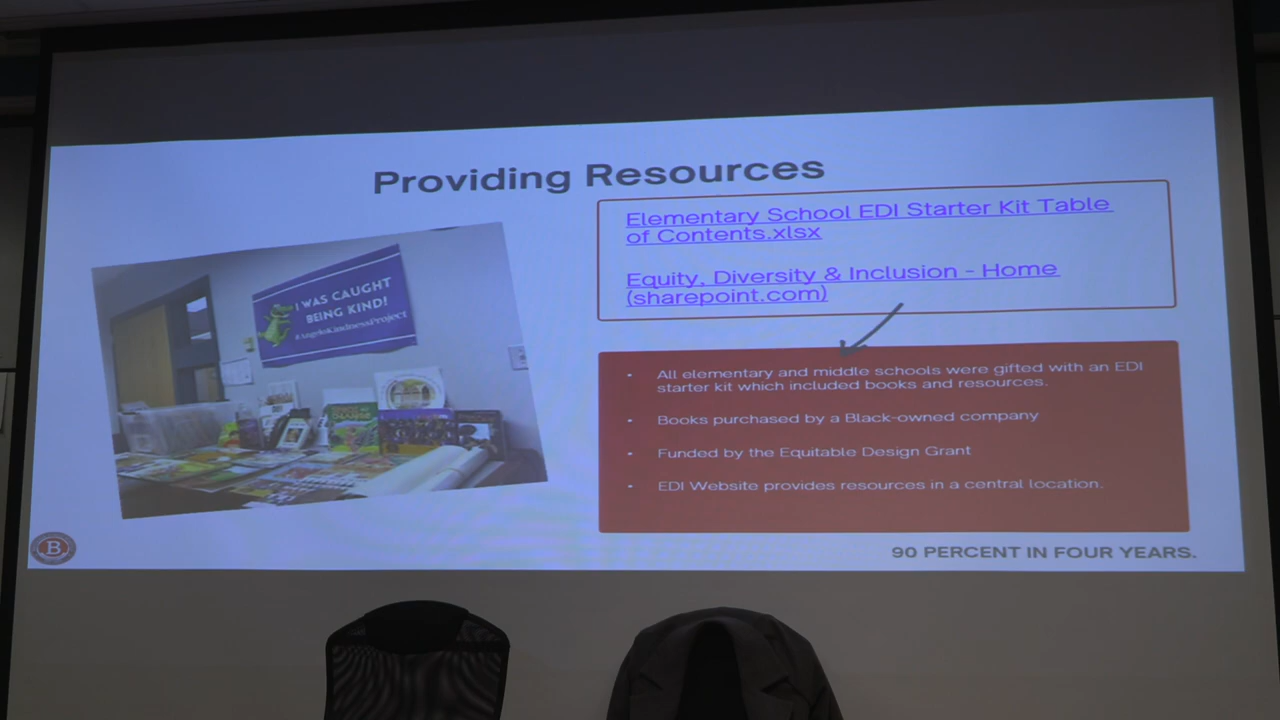 Providing Resources
Elementary School EDI Starter Kit Table
of Contents.xlsx
Equity, Diversity & Inclusion - Home
(sharepoint.com)
I WAS CAUGHT
BEING KIND!
#AngeloKindnessProject
• All elementary and middle schools were gifted with an EDI
starter kit which included books and resources.
• Books purchased by a Black-owned company
• Funded by the Equitable Design Grant
• EDI Website provides resources in a central location.
B
90 PERCENT IN FOUR YEARS.